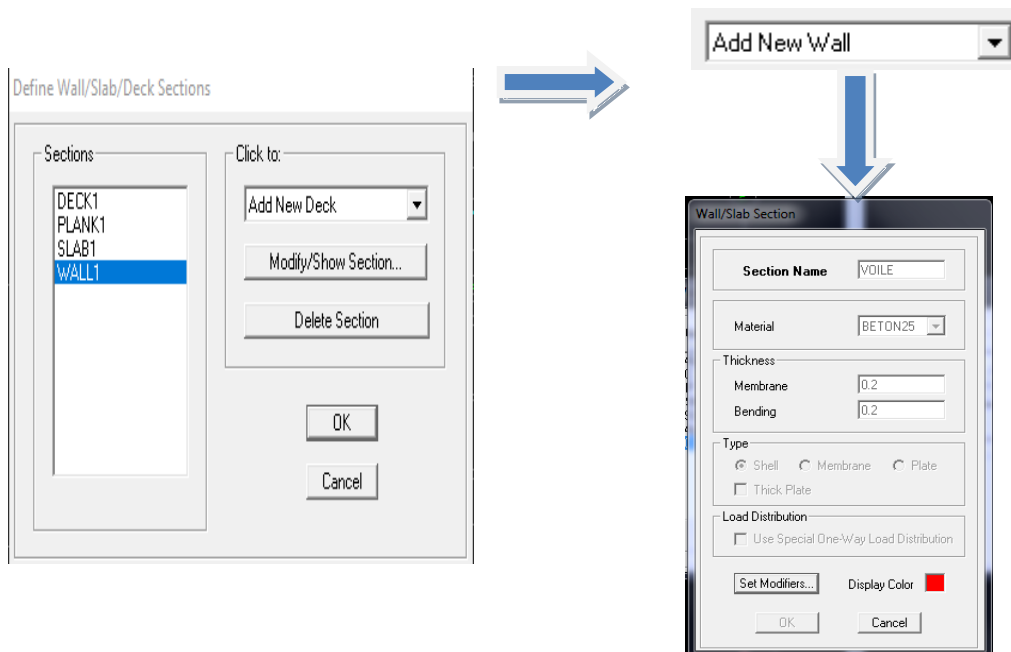 Define Wall/Slab/Deck Sections
Sections
DECK1
PLANK1
SLAB1
WALL1
Click to:
Add New Deck
Modify/Show Section...
Delete Section
OK
Cancel
Add New Wall
Wall/Slab Section
Section Name VOILE
Material BETON25
Thickness
Membrane 0.2
Bending 0.2
Type
Shell Membrane Plate
Thick Plate
Load Distribution
Use Special One-Way Load Distribution
Set Modifiers... Display Color
OK Cancel